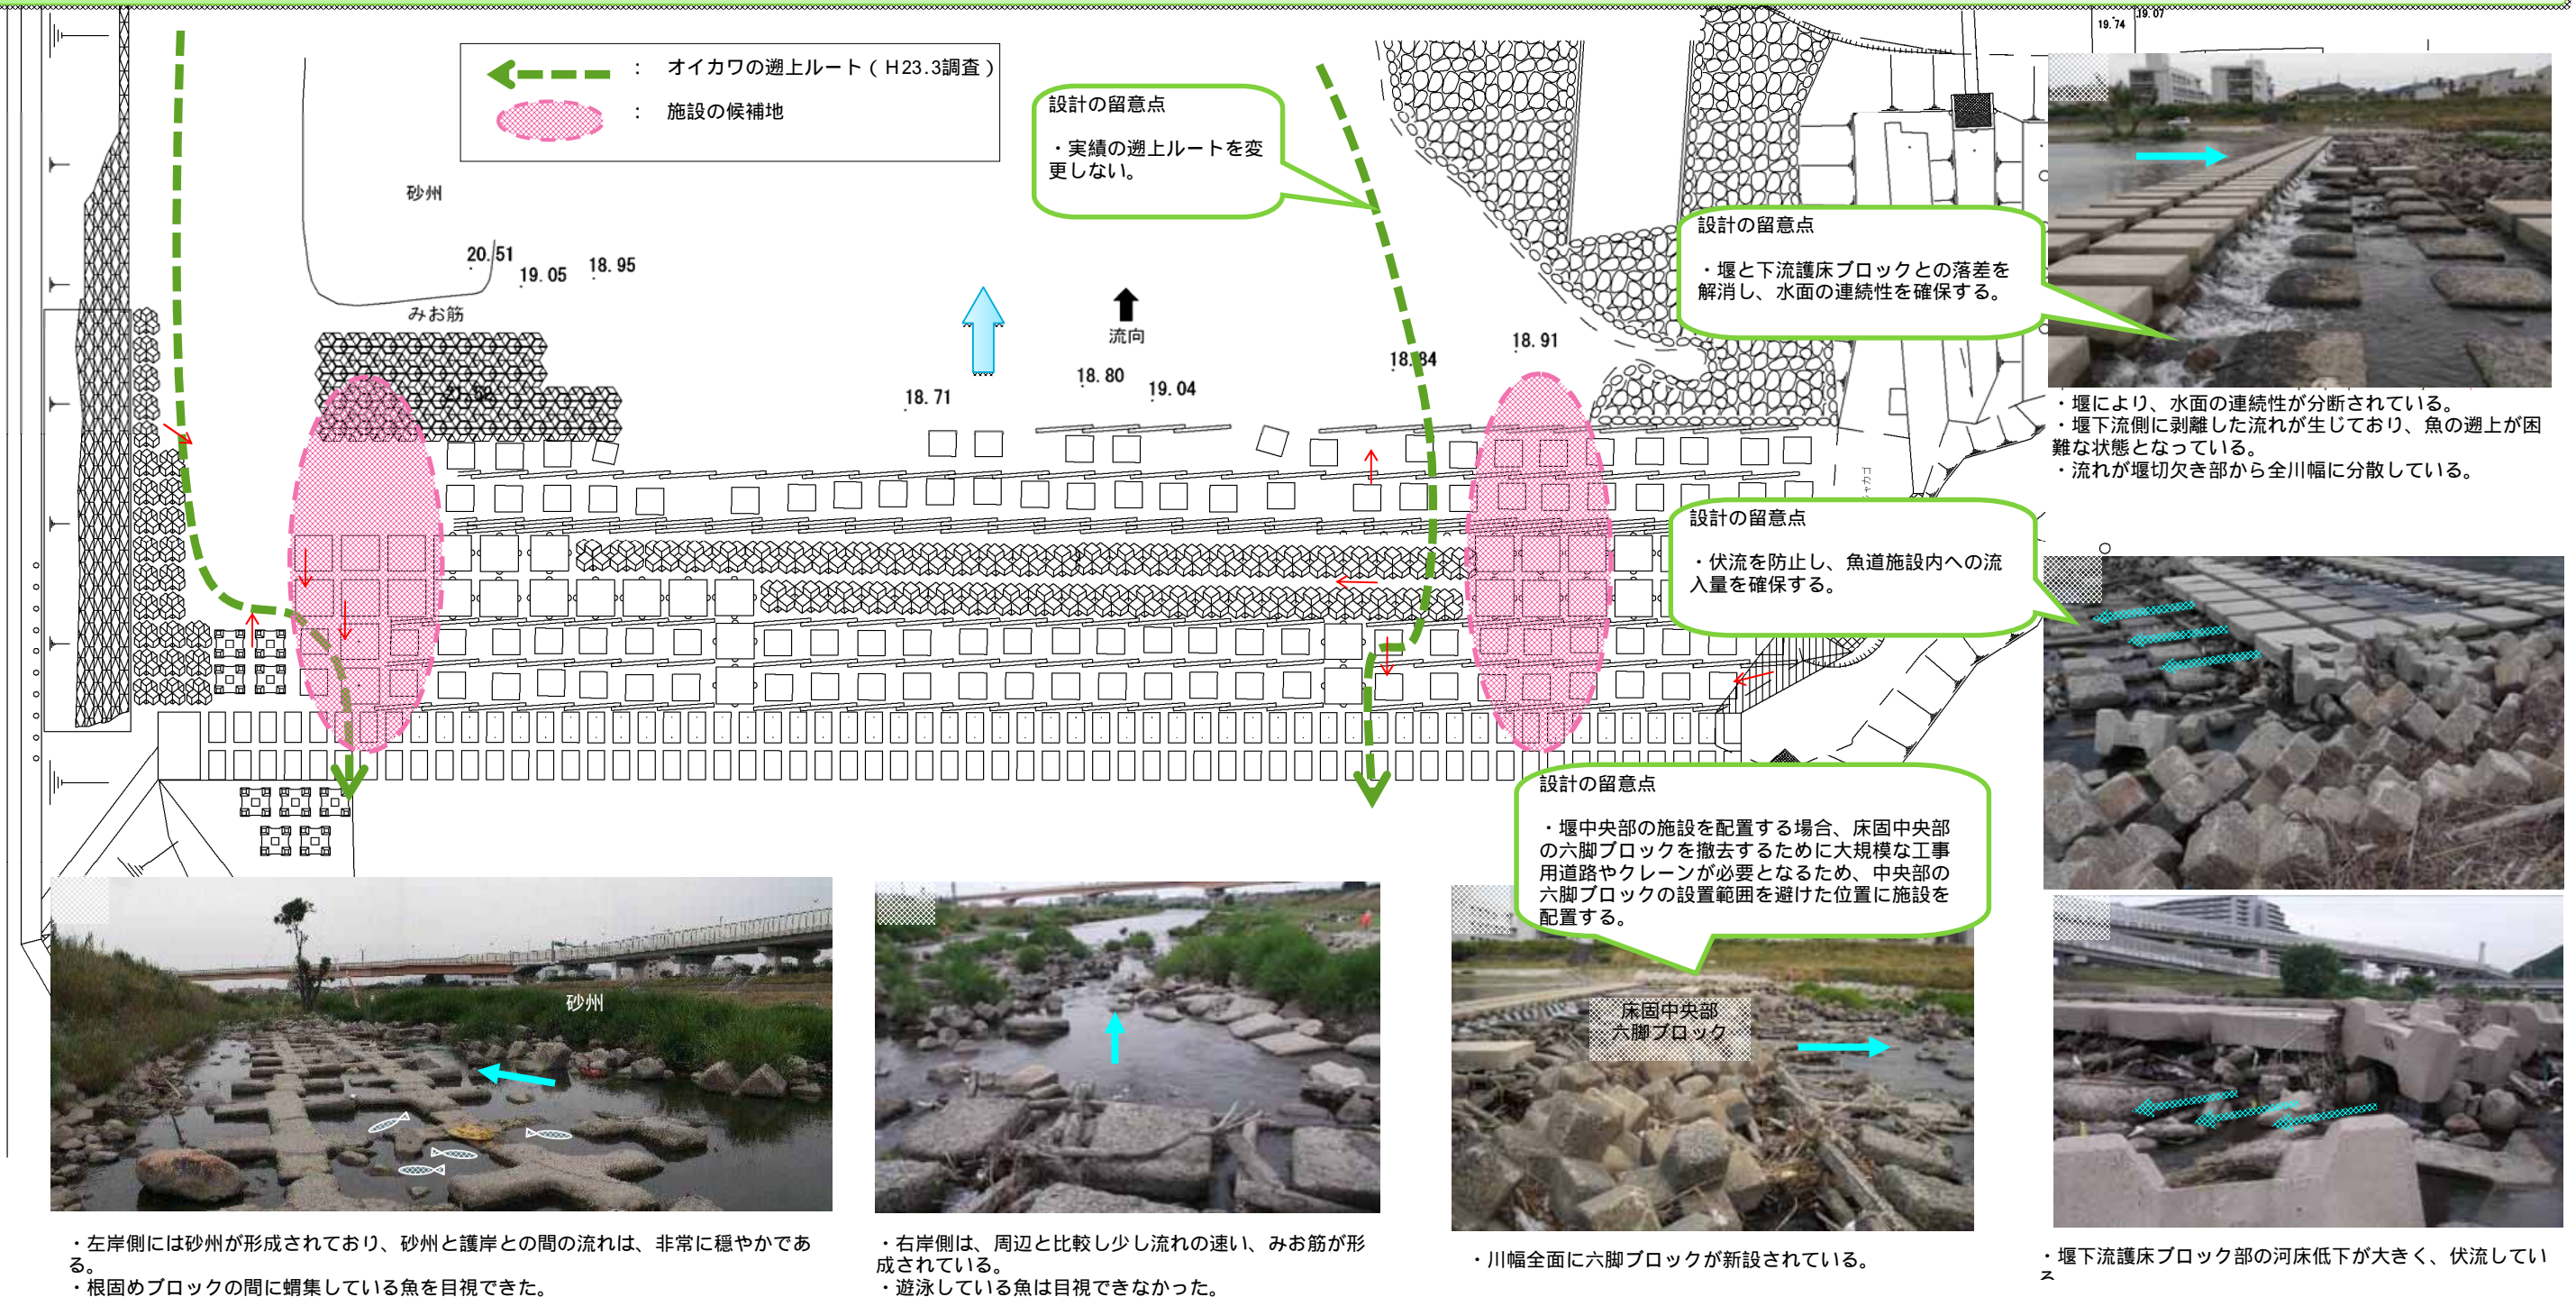 19.74
19.07
： オイカワの遡上ルート（H23.3調査）
： 施設の候補地
設計の留意点
・実績の遡上ルートを変
更しない。
砂州
20.51
19.05
18.95
みお筋
流向
18.71
18.80
19.04
18.84
18.91
設計の留意点
・堰と下流護床ブロックとの落差を
解消し、水面の連続性を確保する。
・堰により、水面の連続性が分断されている。
・堰下流側に剥離した流れが生じており、魚の遡上が困
難な状態となっている。
・流れが堰切欠き部から全川幅に分散している。
設計の留意点
・伏流を防止し、魚道施設内への流
入量を確保する。
設計の留意点
・堰中央部の施設を配置する場合、床固中央部
の六脚ブロックを撤去するために大規模な工事
用道路やクレーンが必要となるため、中央部の
六脚ブロックの設置範囲を避けた位置に施設を
配置する。
砂州
床固中央部
六脚ブロック
・左岸側には砂州が形成されており、砂州と護岸との間の流れは、非常に穏やかであ
る。
・根固めブロックの間に蝟集している魚を目視できた。
・右岸側は、周辺と比較し少し流れの速い、みお筋が形
成されている。
・遊泳している魚は目視できなかった。
・川幅全面に六脚ブロックが新設されている。
・堰下流護床ブロック部の河床低下が大きく、伏流してい
る